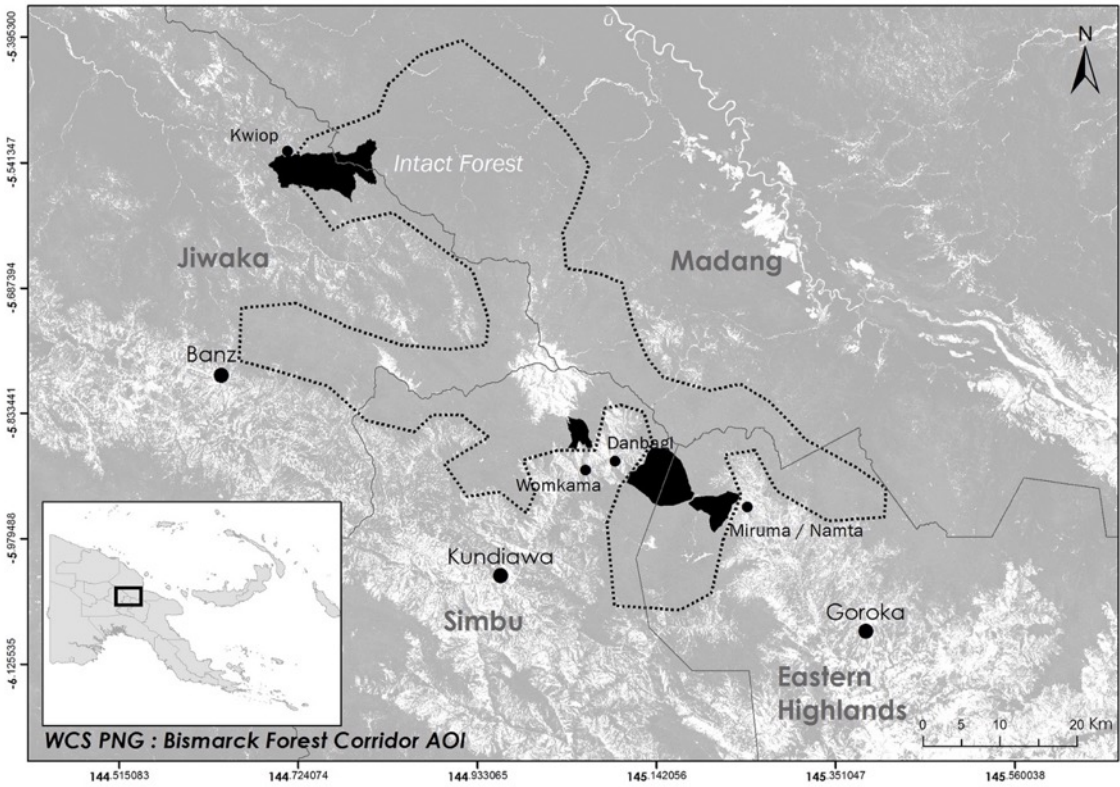 -5.395300
-5.541347
-5.687394
-5.833441
-5.979488
-6.125535
N
Kwiop
Intact Forest
Jiwaka
Madang
Banz
Danbagl
Womkama
Miruma / Namta
Kundiawa
Simbu
Goroka
Eastern
Highlands
0 5 10 20 Km
WCS PNG : Bismarck Forest Corridor AOI
144.515083 144.724074 144.933065 145.142056 145.351047 145.560038